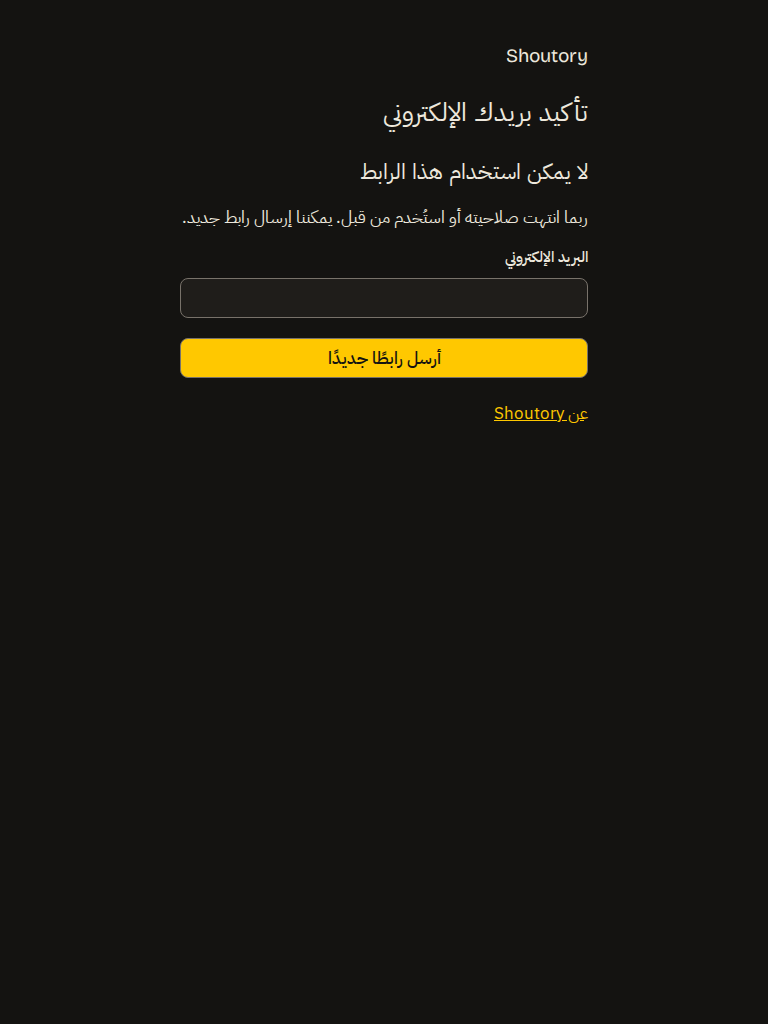 Shoutory
تأكيد بريدك الإلكتروني
لا يمكن استخدام هذا الرابط
ربما انتهت صلاحيته أو استُخدم من قبل. يمكننا إرسال رابط جديد.
البريد الإلكتروني
أرسل رابطًا جديدًا
عن Shoutory